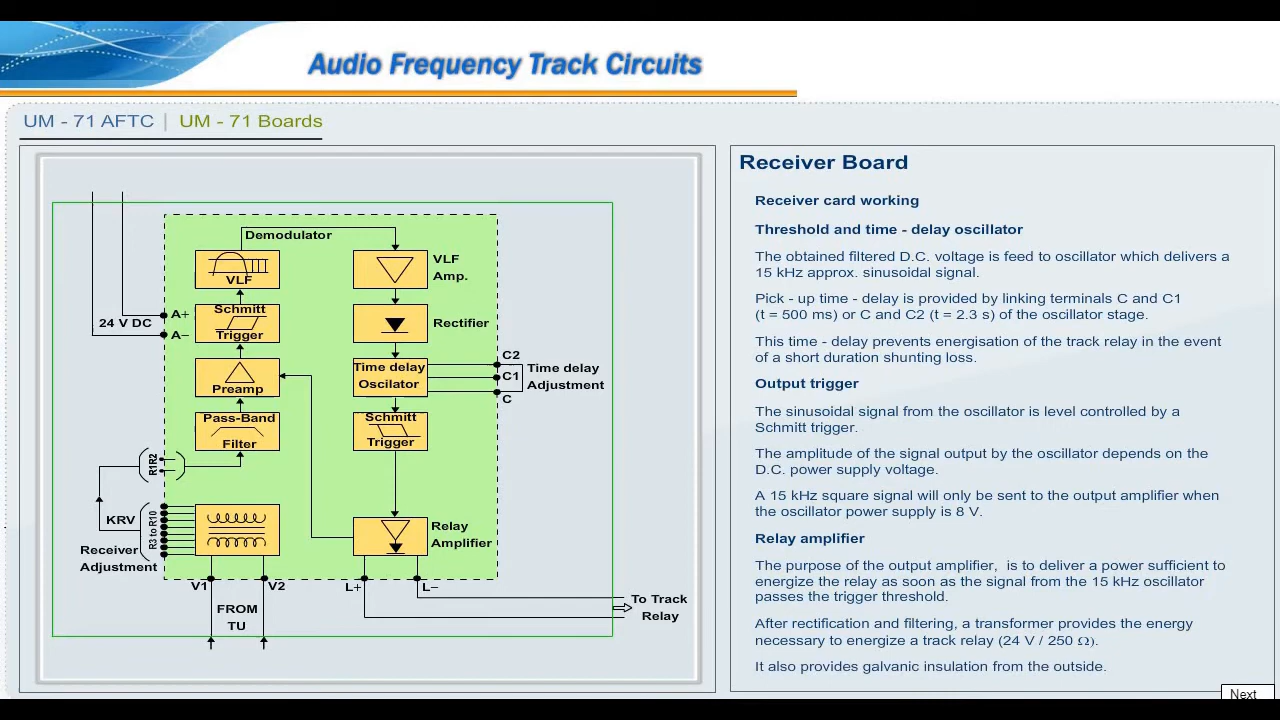 Audio Frequency Track Circuits
UM - 71 AFTC | UM - 71 Boards
Demodulator
VLF
VLF
Amp.
Schmitt
Trigger
A+
24 V DC
A−
Rectifier
Preamp
Time delay
Oscilator
C2
C1
C
Time delay
Adjustment
Pass-Band
Filter
Schmitt
Trigger
R1R2
KRV
R3 to R10
Receiver
Adjustment
Relay
Amplifier
V1
V2
L+
L−
FROM
TU
To Track
Relay
Receiver Board
Receiver card working
Threshold and time - delay oscillator
The obtained filtered D.C. voltage is feed to oscillator which delivers a
15 kHz approx. sinusoidal signal.
Pick - up time - delay is provided by linking terminals C and C1
(t = 500 ms) or C and C2 (t = 2.3 s) of the oscillator stage.
This time - delay prevents energisation of the track relay in the event
of a short duration shunting loss.
Output trigger
The sinusoidal signal from the oscillator is level controlled by a
Schmitt trigger.
The amplitude of the signal output by the oscillator depends on the
D.C. power supply voltage.
A 15 kHz square signal will only be sent to the output amplifier when
the oscillator power supply is 8 V.
Relay amplifier
The purpose of the output amplifier, is to deliver a power sufficient to
energize the relay as soon as the signal from the 15 kHz oscillator
passes the trigger threshold.
After rectification and filtering, a transformer provides the energy
necessary to energize a track relay (24 V / 250 Ω).
It also provides galvanic insulation from the outside.
Next